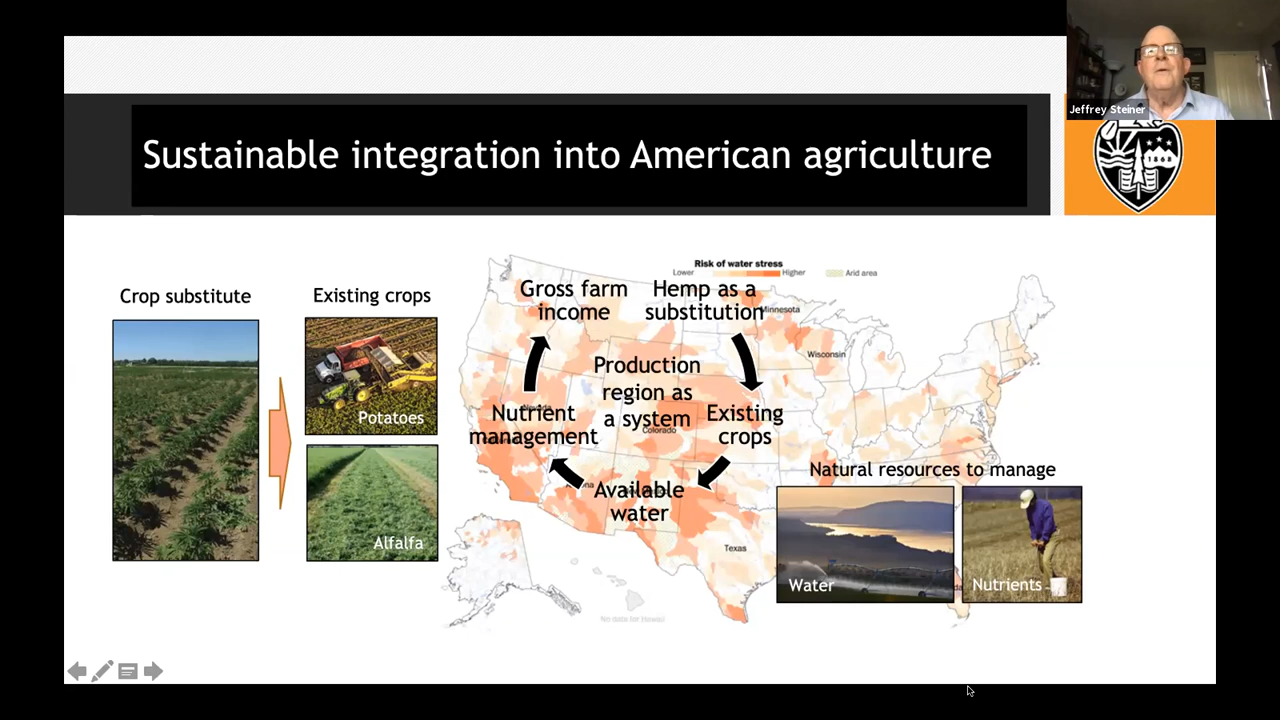 Jeffrey Steiner
1868
Sustainable integration into American agriculture
Risk of water stress
Lower
Higher
Arid area
Crop substitute
Existing crops
Potatoes
Alfalfa
Gross farm
income
Hemp as a
substitution
Minnesota
Wisconsin
Production
region as
a system
Colorado
Nutrient
management
Existing
crops
Available
water
Texas
Natural resources to manage
Water
Nutrients
No data for Hawaii